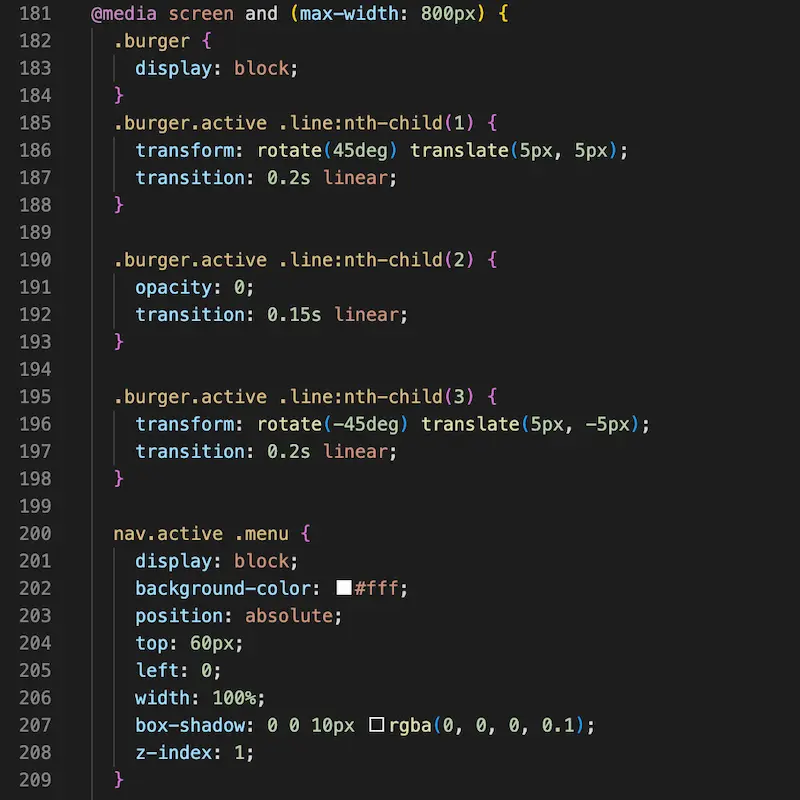 181 @media screen and (max-width: 800px) {
182 .burger {
183 display: block;
184 }
185 .burger.active .line:nth-child(1) {
186 transform: rotate(45deg) translate(5px, 5px);
187 transition: 0.2s linear;
188 }
189
190 .burger.active .line:nth-child(2) {
191 opacity: 0;
192 transition: 0.15s linear;
193 }
194
195 .burger.active .line:nth-child(3) {
196 transform: rotate(-45deg) translate(5px, -5px);
197 transition: 0.2s linear;
198 }
199
200 nav.active .menu {
201 display: block;
202 background-color: #fff;
203 position: absolute;
204 top: 60px;
205 left: 0;
206 width: 100%;
207 box-shadow: 0 0 10px rgba(0, 0, 0, 0.1);
208 z-index: 1;
209 }